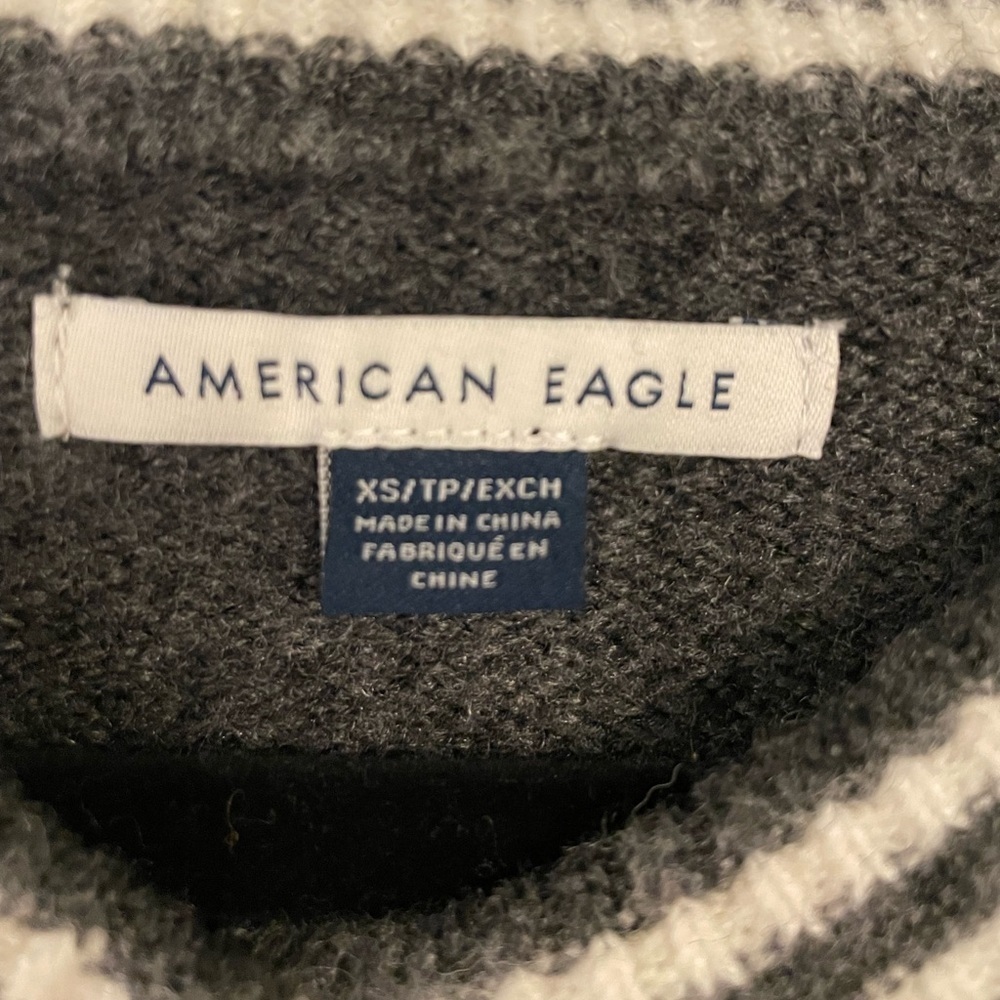 AMERICAN EAGLE
XS/TP/EXCH
MADE IN CHINA
FABRIQUÉ EN
CHINE